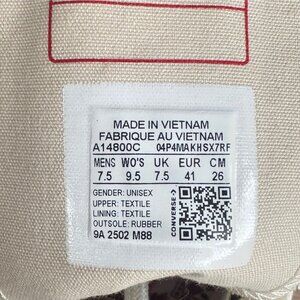 MADE IN VIETNAM
FABRIQUE AU VIETNAM
A14800C 04P4MAKHSX7RF
MENS WO'S UK EUR CM
7.5 9.5 7.5 41 26
GENDER: UNISEX
UPPER: TEXTILE
LINING: TEXTILE
OUTSOLE: RUBBER
9A 2502 M88
CONVERSE->